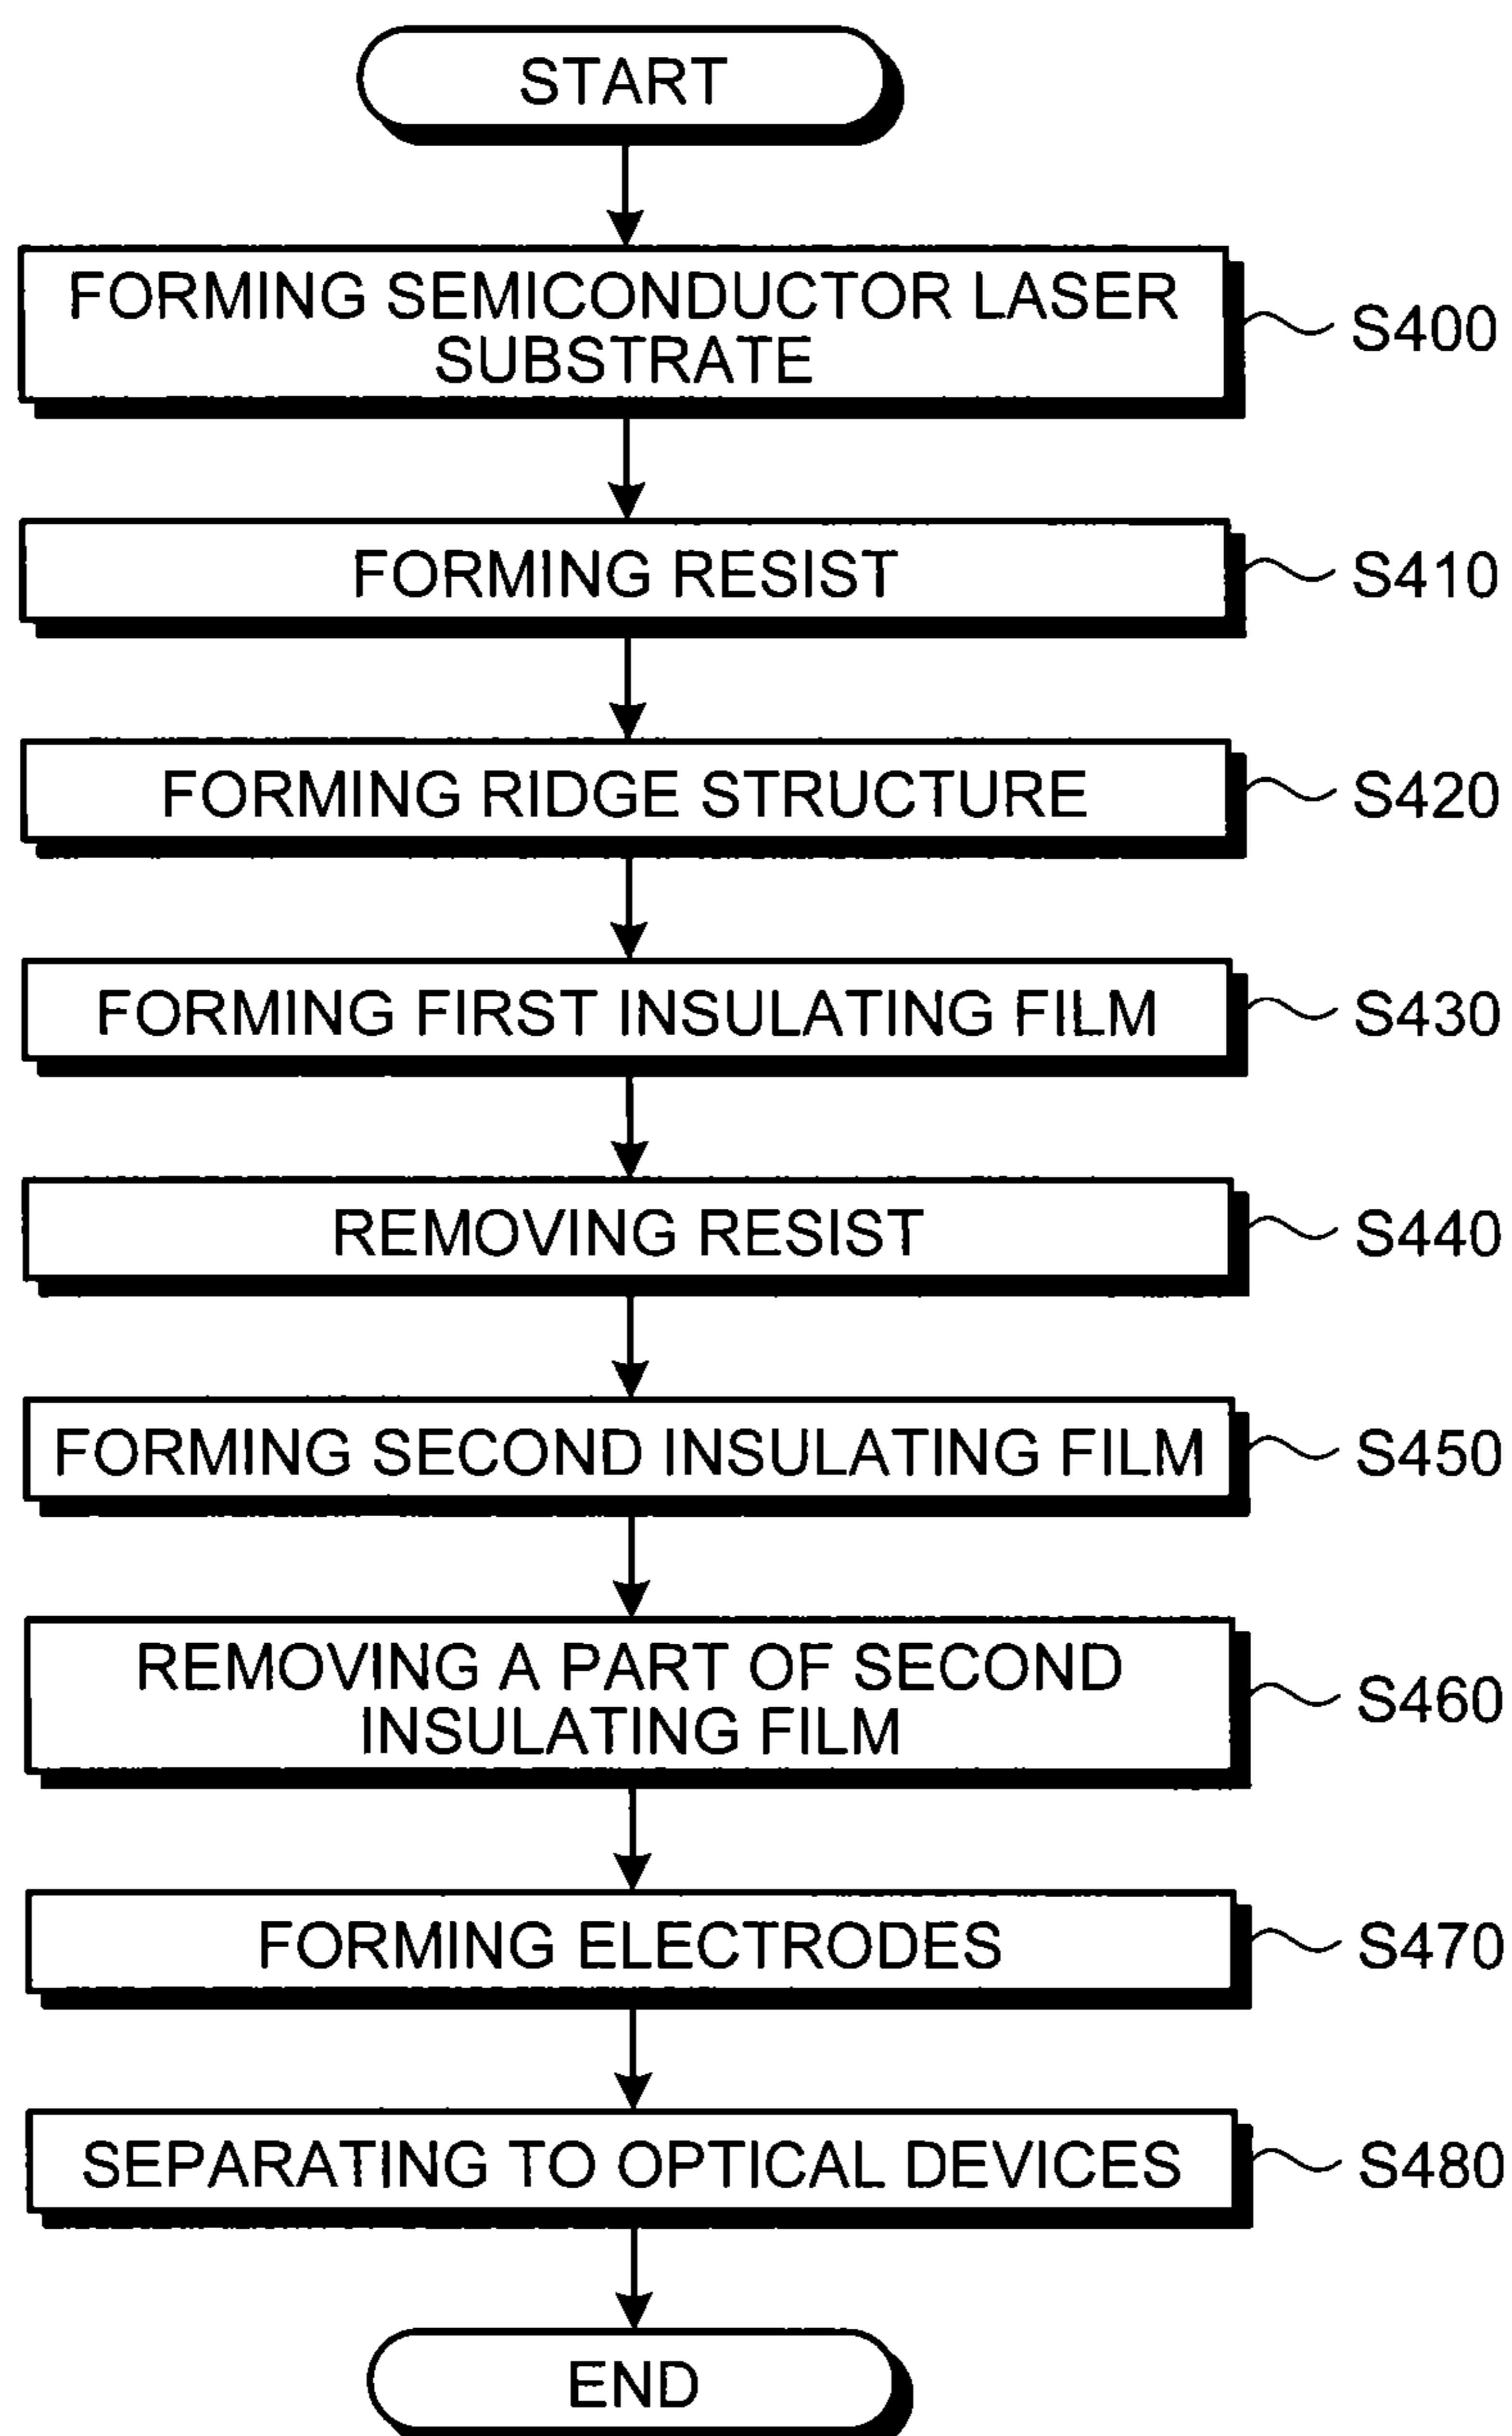 START
FORMING SEMICONDUCTOR LASER
SUBSTRATE
S400
FORMING RESIST
S410
FORMING RIDGE STRUCTURE
S420
FORMING FIRST INSULATING FILM
S430
REMOVING RESIST
S440
FORMING SECOND INSULATING FILM
S450
REMOVING A PART OF SECOND
INSULATING FILM
S460
FORMING ELECTRODES
S470
SEPARATING TO OPTICAL DEVICES
S480
END